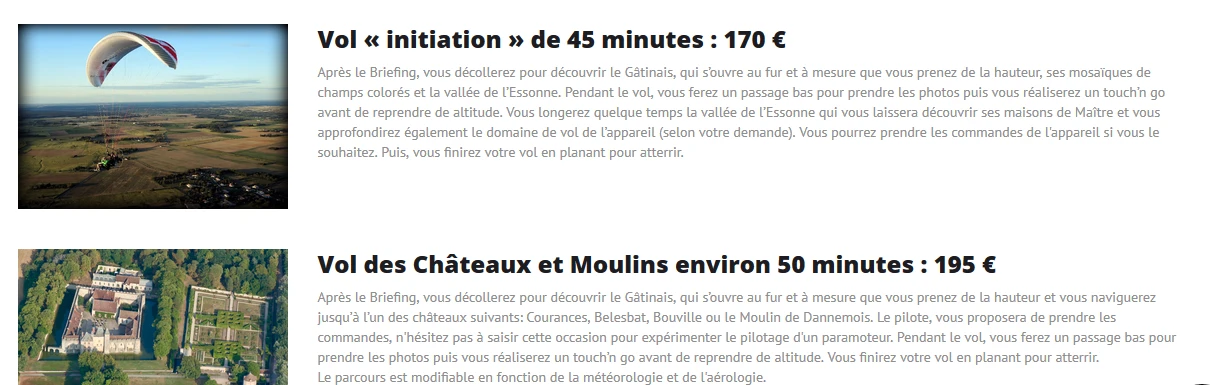 Vol « initiation » de 45 minutes : 170 €
Après le Briefing, vous décollerez pour découvrir le Gâtinais, qui s'ouvre au fur et à mesure que vous prenez de la hauteur, ses mosaïques de
champs colorés et la vallée de l'Essonne. Pendant le vol, vous ferez un passage bas pour prendre les photos puis vous réaliserez un touch'n go
avant de reprendre de altitude. Vous longerez quelque temps la vallée de l'Essonne qui vous laissera découvrir ses maisons de Maître et vous
approfondirez également le domaine de vol de l'appareil (selon votre demande). Vous pourrez prendre les commandes de l'appareil si vous le
souhaitez. Puis, vous finirez votre vol en planant pour atterrir.
Vol des Châteaux et Moulins environ 50 minutes : 195 €
Après le Briefing, vous décollerez pour découvrir le Gâtinais, qui s'ouvre au fur et à mesure que vous prenez de la hauteur et vous naviguerez
jusqu'à l'un des châteaux suivants: Courances, Belesbat, Bouville ou le Moulin de Dannemois. Le pilote, vous proposera de prendre les
commandes, n'hésitez pas à saisir cette occasion pour expérimenter le pilotage d'un paramoteur. Pendant le vol, vous ferez un passage bas pour
prendre les photos puis vous réaliserez un touch'n go avant de reprendre de altitude. Vous finirez votre vol en planant pour atterrir.
Le parcours est modifiable en fonction de la météorologie et de l'aérologie.